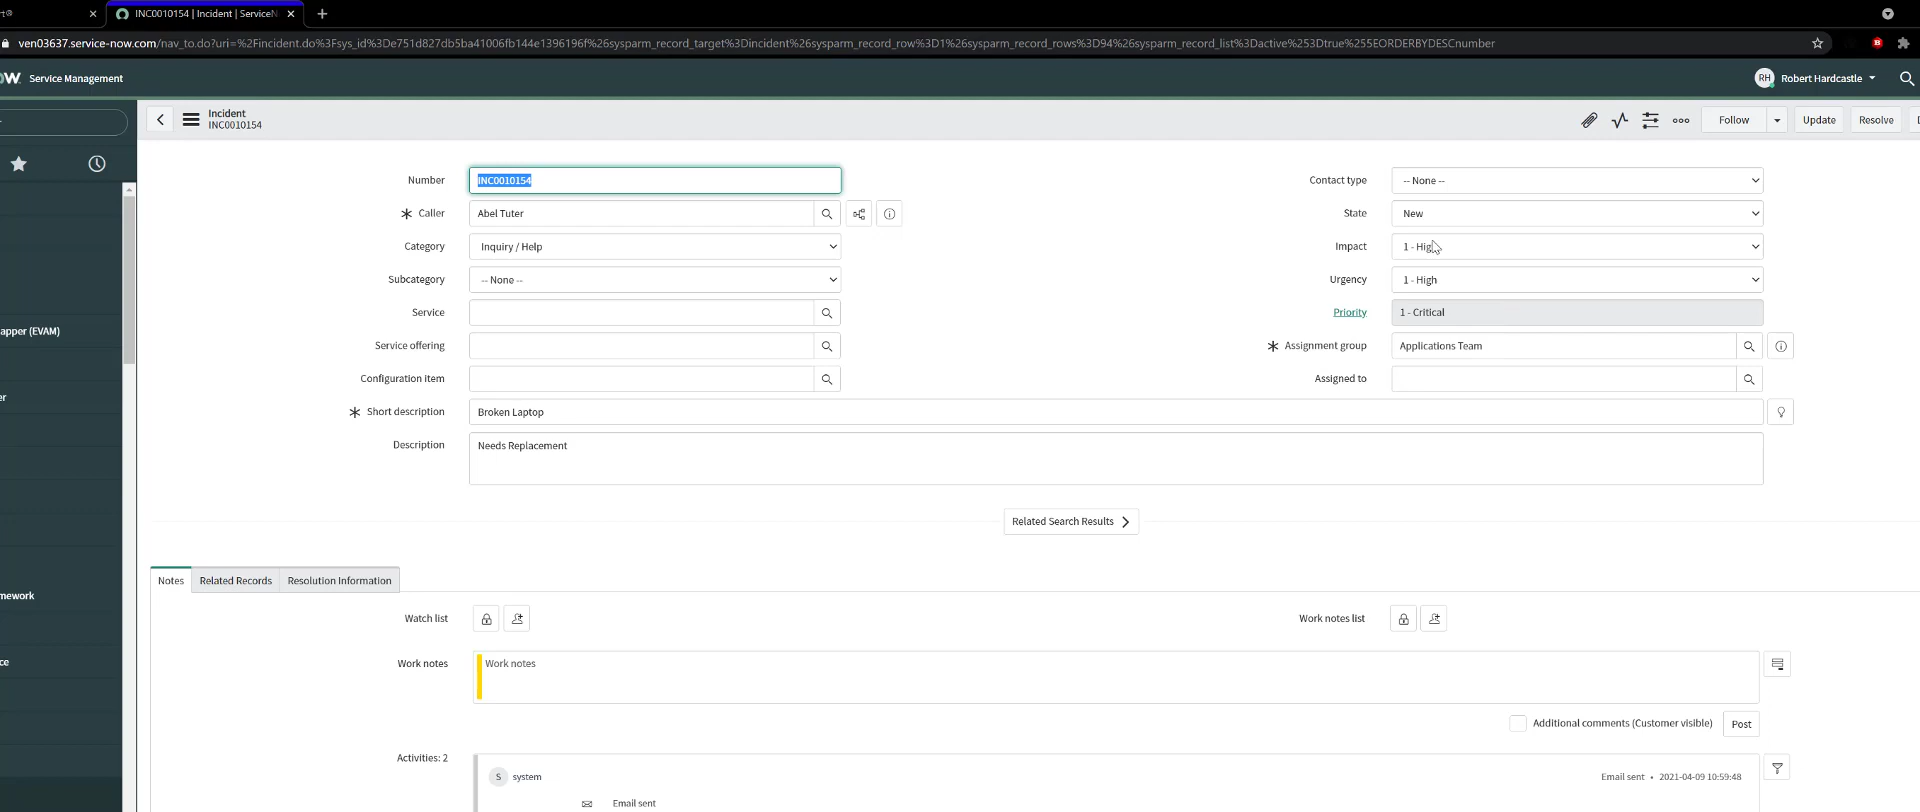 INC0010154 | Incident | ServiceN
ven03637.service-now.com/nav_to.do?uri=%2Fincident.do%3Fsys_id%3De751d827db5ba41006fb144e1396196f%26sysparm_record_target%3Dincident%26sysparm_record_row%3D1%26sysparm_record_rows%3D94%26sysparm_record_list%3Dactive%253Dtrue%255EORDERBYDESCnumber
Service Management
RH Robert Hardcastle
Incident
INC0010154
Follow Update Resolve
Number INC0010154 Contact type -- None --
Caller Abel Tuter State New
Category Inquiry / Help Impact 1 - High
Subcategory -- None -- Urgency 1 - High
Service Priority 1 - Critical
apper (EVAM)
Service offering Assignment group Applications Team
Configuration item Assigned to
er
Short description Broken Laptop
Description Needs Replacement
Related Search Results
Notes Related Records Resolution Information
mework
Watch list Work notes list
ce Work notes Work notes
Additional comments (Customer visible) Post
Activities: 2
S system Email sent • 2021-04-09 10:59:48
Email sent